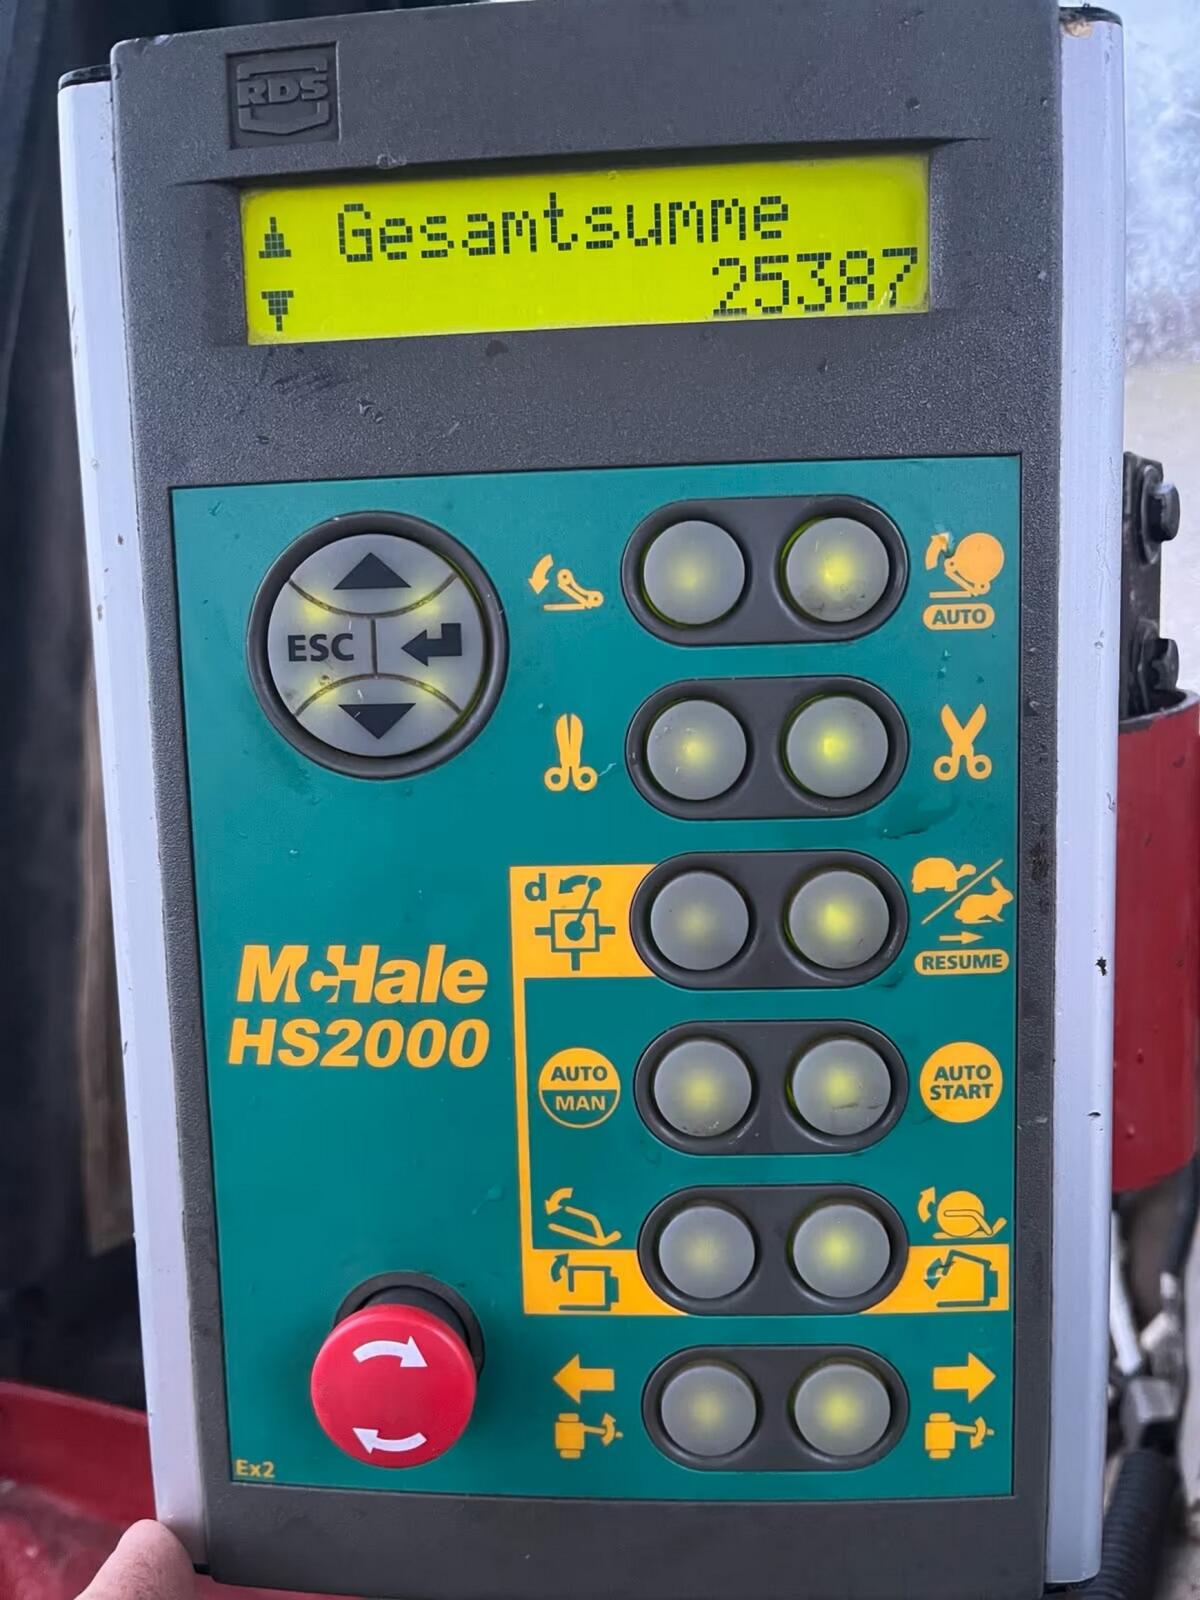 RDS
Gesamtsumme
25387
ESC
AUTO
d
RESUME
McHale
HS2000
AUTO
MAN
AUTO
START
Ex2